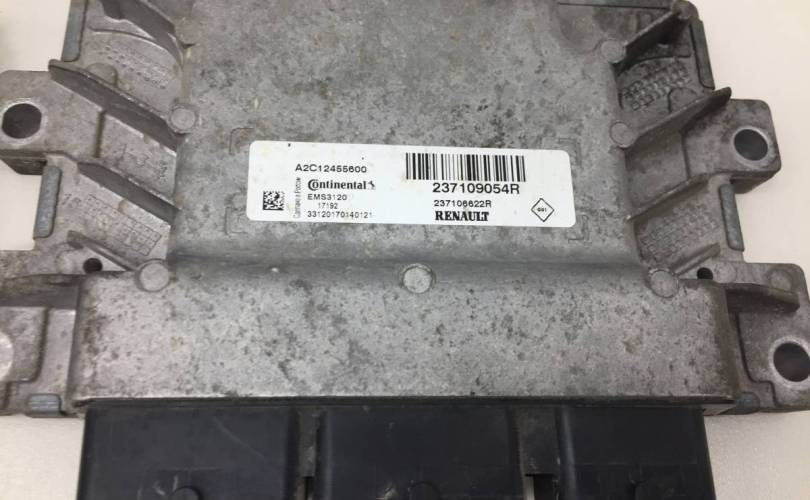 A2C12455600
Continental
EMS3120
17192
33120170140121
237109054R
237106622R
RENAULT